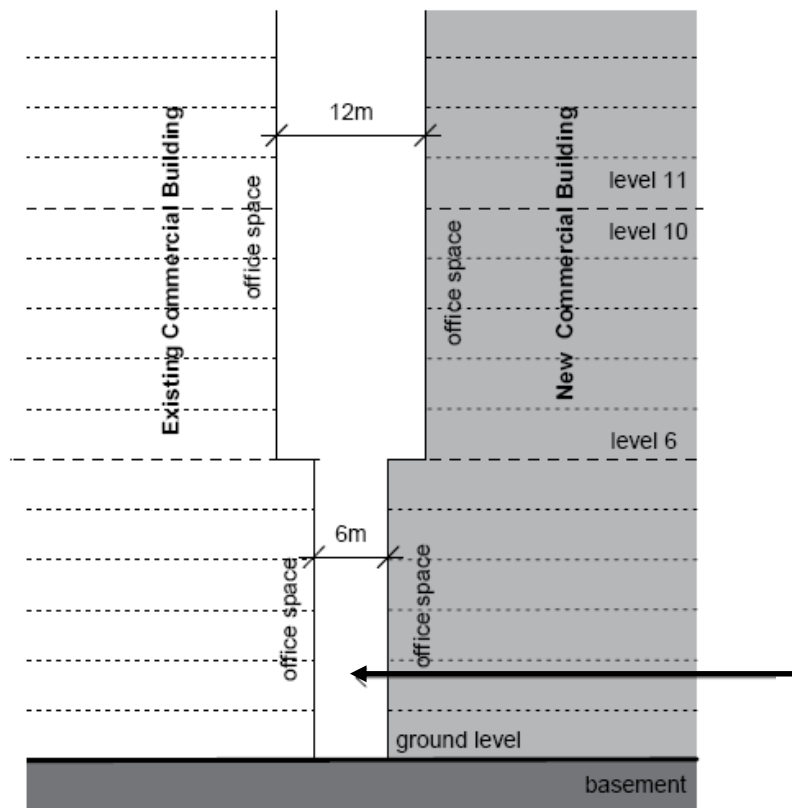 12m
Existing Commercial Building
office space
New Commercial Building
office space
level 11
level 10
level 6
6m
office space
office space
ground level
basement